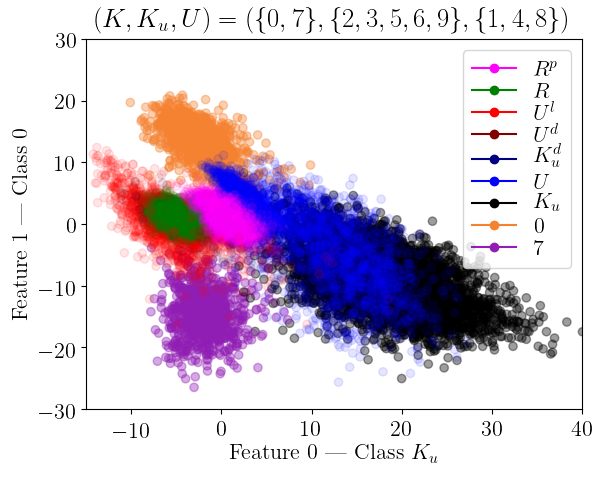 (K, K_u, U) = ({0, 7}, {2, 3, 5, 6, 9}, {1, 4, 8})
30
20
10
0
−10
−20
−30
Feature 1 — Class 0
R^p
R
U^l
U^d
K_u^d
U
K_u
0
7
−10
0
10
20
30
40
Feature 0 — Class K_u